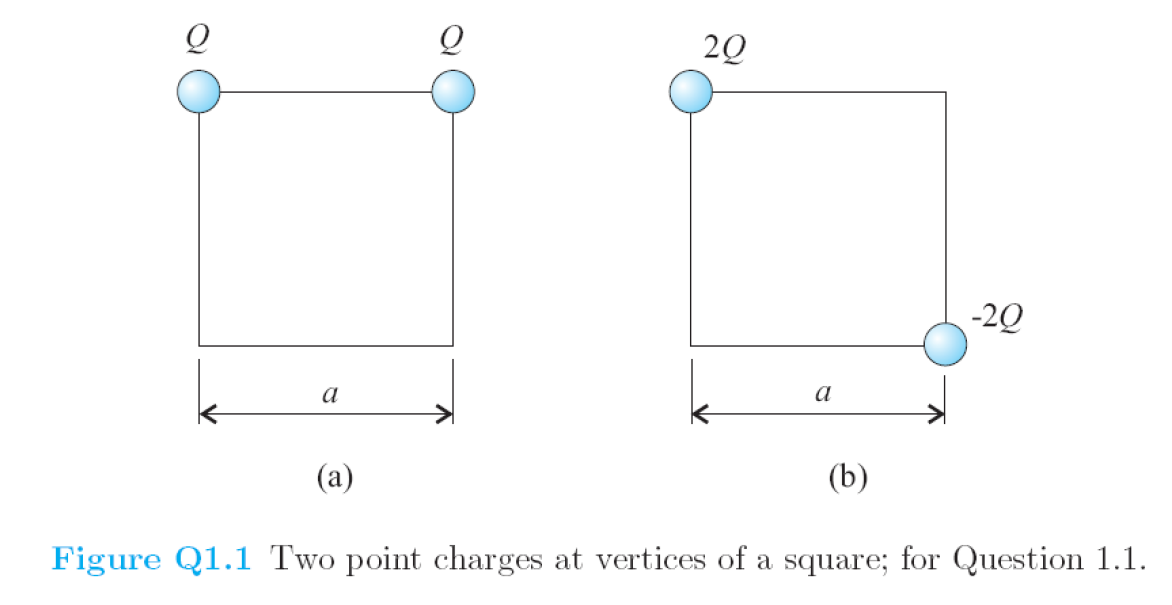 Q Q 2Q
-2Q
a a
(a) (b)
Figure Q1.1 Two point charges at vertices of a square; for Question 1.1.